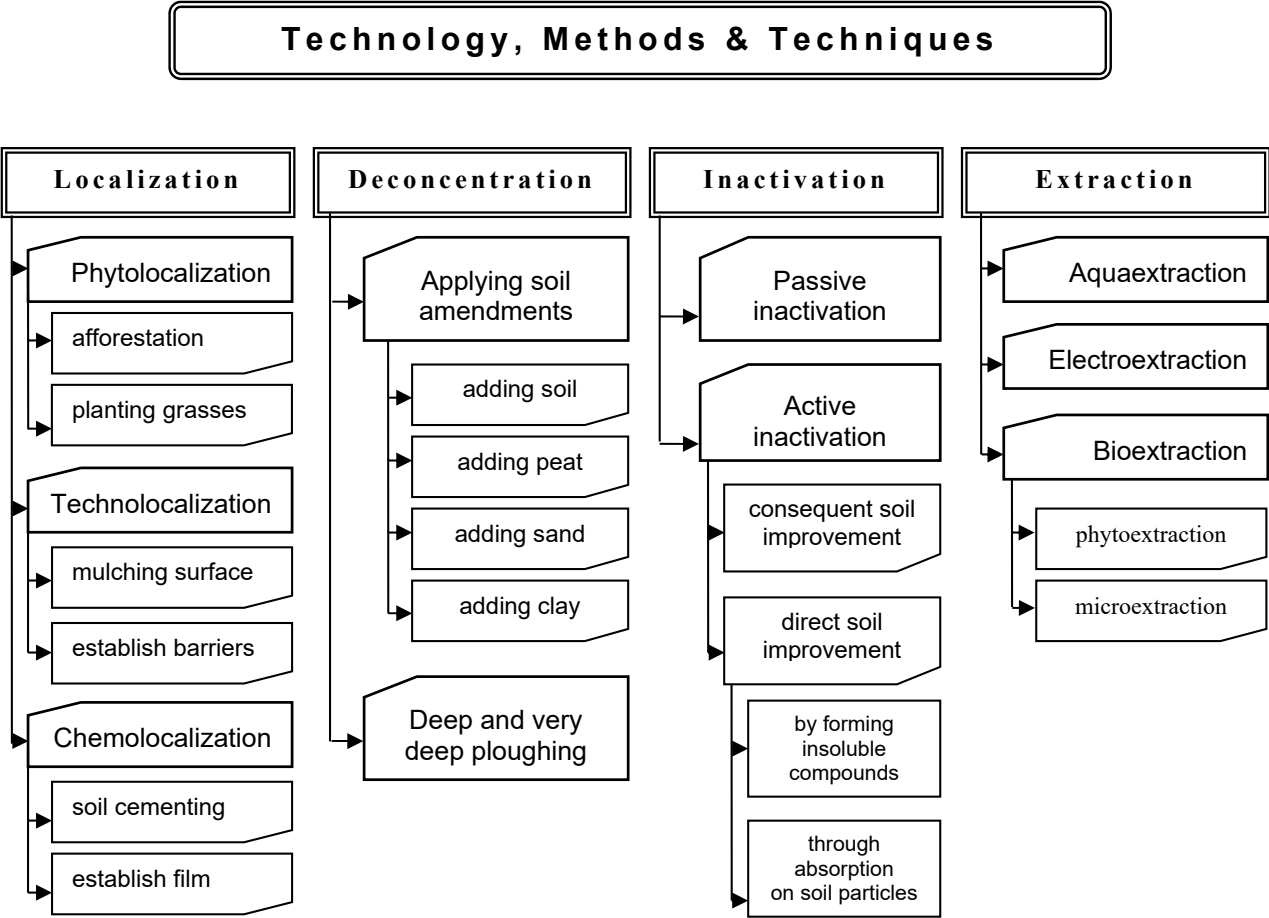 Technology, Methods & Techniques
Localization
Phytolocalization
afforestation
planting grasses
Technolocalization
mulching surface
establish barriers
Chemolocalization
soil cementing
establish film
Deconcentration
Applying soil
amendments
adding soil
adding peat
adding sand
adding clay
Deep and very
deep ploughing
Inactivation
Passive
inactivation
Active
inactivation
consequent soil
improvement
direct soil
improvement
by forming
insoluble
compounds
through
absorption
on soil particles
Extraction
Aquaextraction
Electroextraction
Bioextraction
phytoextraction
microextraction